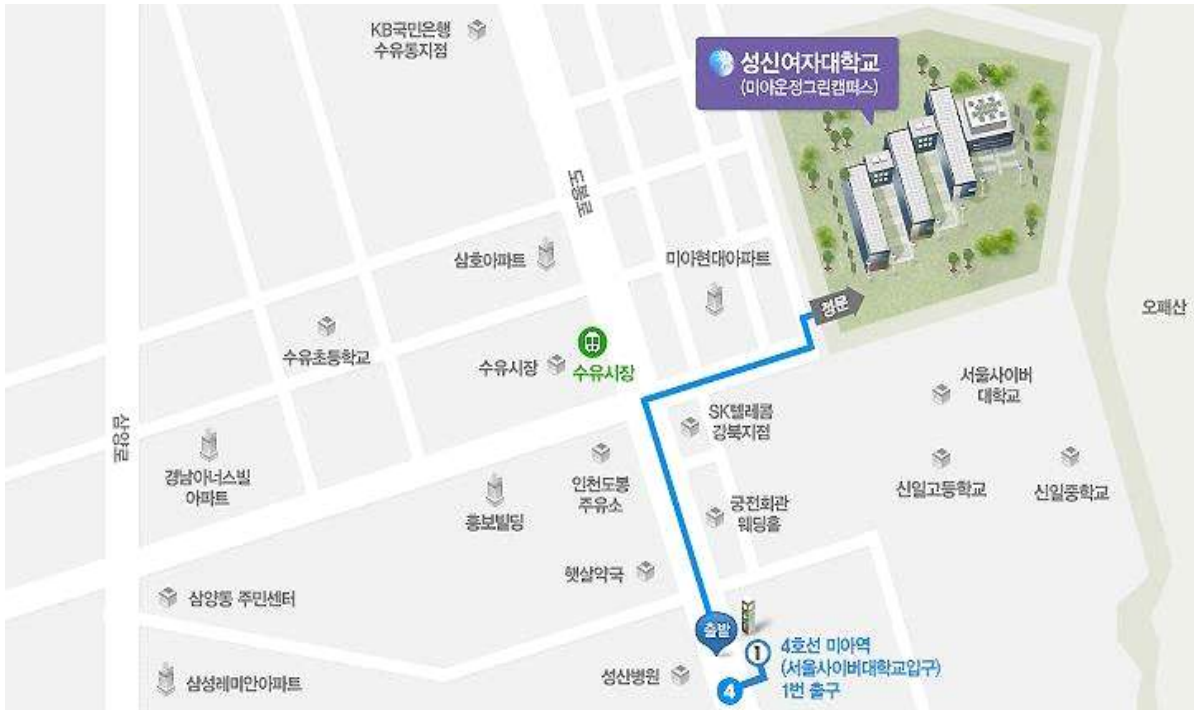 KB국민은행
수유동지점
성신여자대학교
(미아운정그린캠퍼스)
도봉로
삼호아파트
미아현대아파트
정문
오패산
수유초등학교
수유시장
수유시장
서울사이버
대학교
SK텔레콤
강북지점
삼양로
경남아너스빌
아파트
홍보빌딩
인천도봉
주유소
궁전회관
웨딩홀
신일고등학교
신일중학교
햇살약국
삼양동 주민센터
출발
1
4호선 미아역
(서울사이버대학교입구)
1번 출구
성산병원
4
삼성래미안아파트